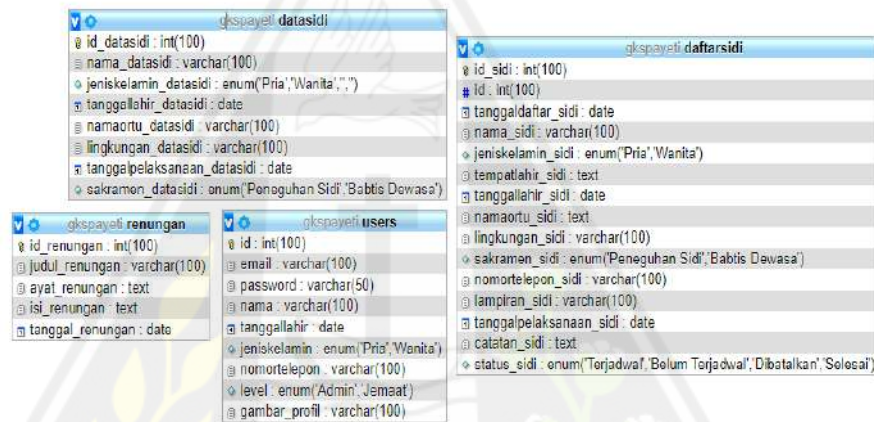 gkspayeti datasidi
id_datasidi : int(100)
nama_datasidi : varchar(100)
jeniskelamin_datasidi : enum('Pria','Wanita','','')
tanggallahir_datasidi : date
namaortu_datasidi : varchar(100)
lingkungan_datasidi : varchar(100)
tanggalpelaksanaan_datasidi : date
sakramen_datasidi : enum('Peneguhan Sidi','Babtis Dewasa')
gkspayeti renungan
id_renungan : int(100)
judul_renungan : varchar(100)
ayat_renungan : text
isi_renungan : text
tanggal_renungan : date
gkspayeti users
id : int(100)
email : varchar(100)
password : varchar(50)
nama : varchar(100)
tanggallahir : date
jeniskelamin : enum('Pria','Wanita')
nomortelepon : varchar(100)
level : enum('Admin','Jemaat')
gambar_profil : varchar(100)
gkspayeti daftarsidi
id_sidi : int(100)
# id : int(100)
tanggaldaftar_sidi : date
nama_sidi : varchar(100)
jeniskelamin_sidi : enum('Pria','Wanita')
tempatlahir_sidi : text
tanggallahir_sidi : date
namaortu_sidi : text
lingkungan_sidi : varchar(100)
sakramen_sidi : enum('Peneguhan Sidi','Babtis Dewasa')
nomortelepon_sidi : varchar(100)
lampiran_sidi : varchar(100)
tanggalpelaksanaan_sidi : date
catatan_sidi : text
status_sidi : enum('Terjadwal','Belum Terjadwal','Dibatalkan','Selesai')